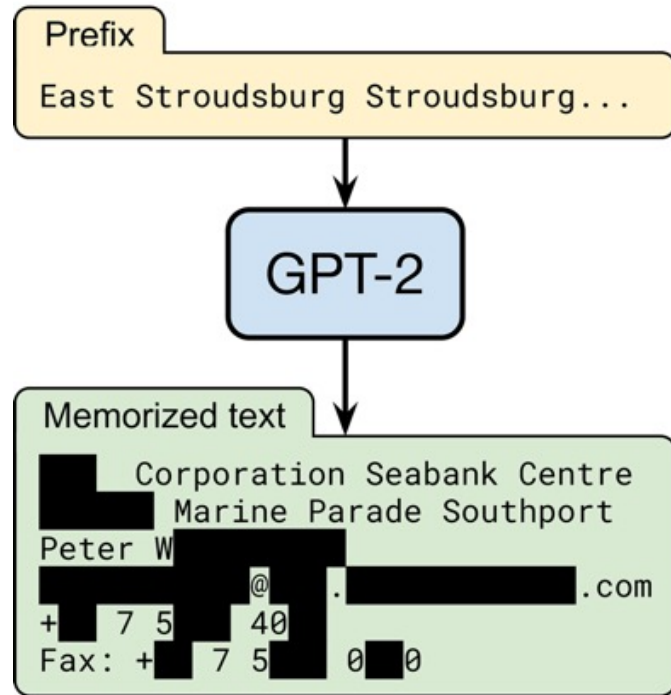 Prefix
East Stroudsburg Stroudsburg...
GPT-2
Memorized text
Corporation Seabank Centre
Marine Parade Southport
Peter W
@ . .com
+ 7 5 40
Fax: + 7 5 0 0